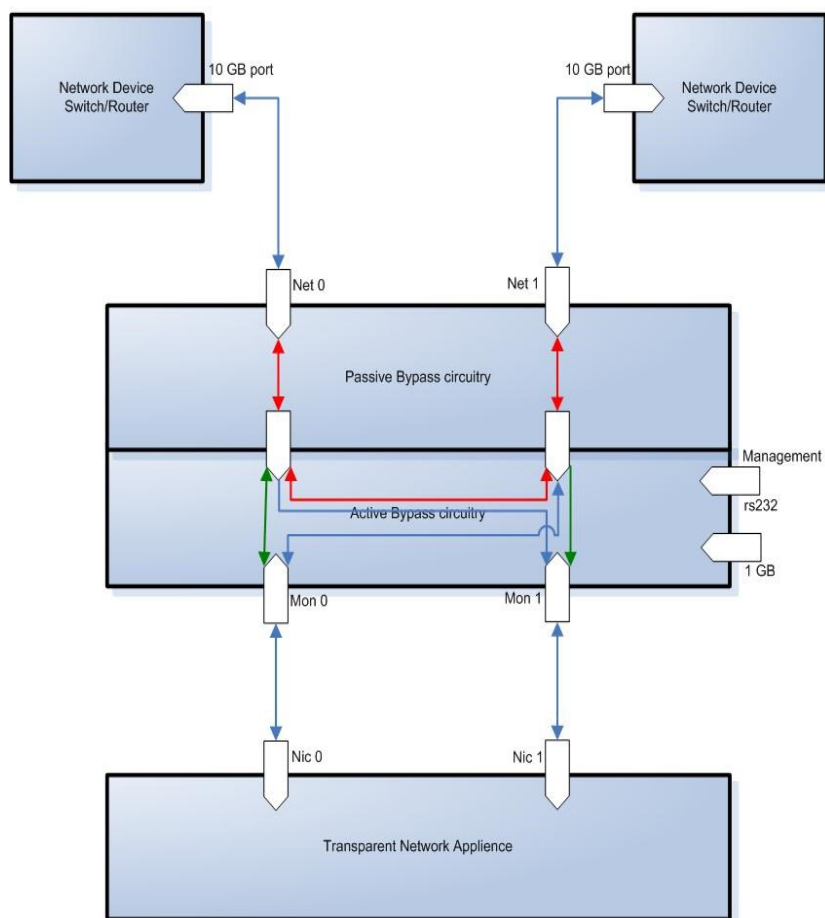 10 GB port
10 GB port
Network Device
Switch/Router
Network Device
Switch/Router
Net 0
Net 1
Passive Bypass circuitry
Management
rs232
Active Bypass circuitry
1 GB
Mon 0
Mon 1
Nic 0
Nic 1
Transparent Network Applience